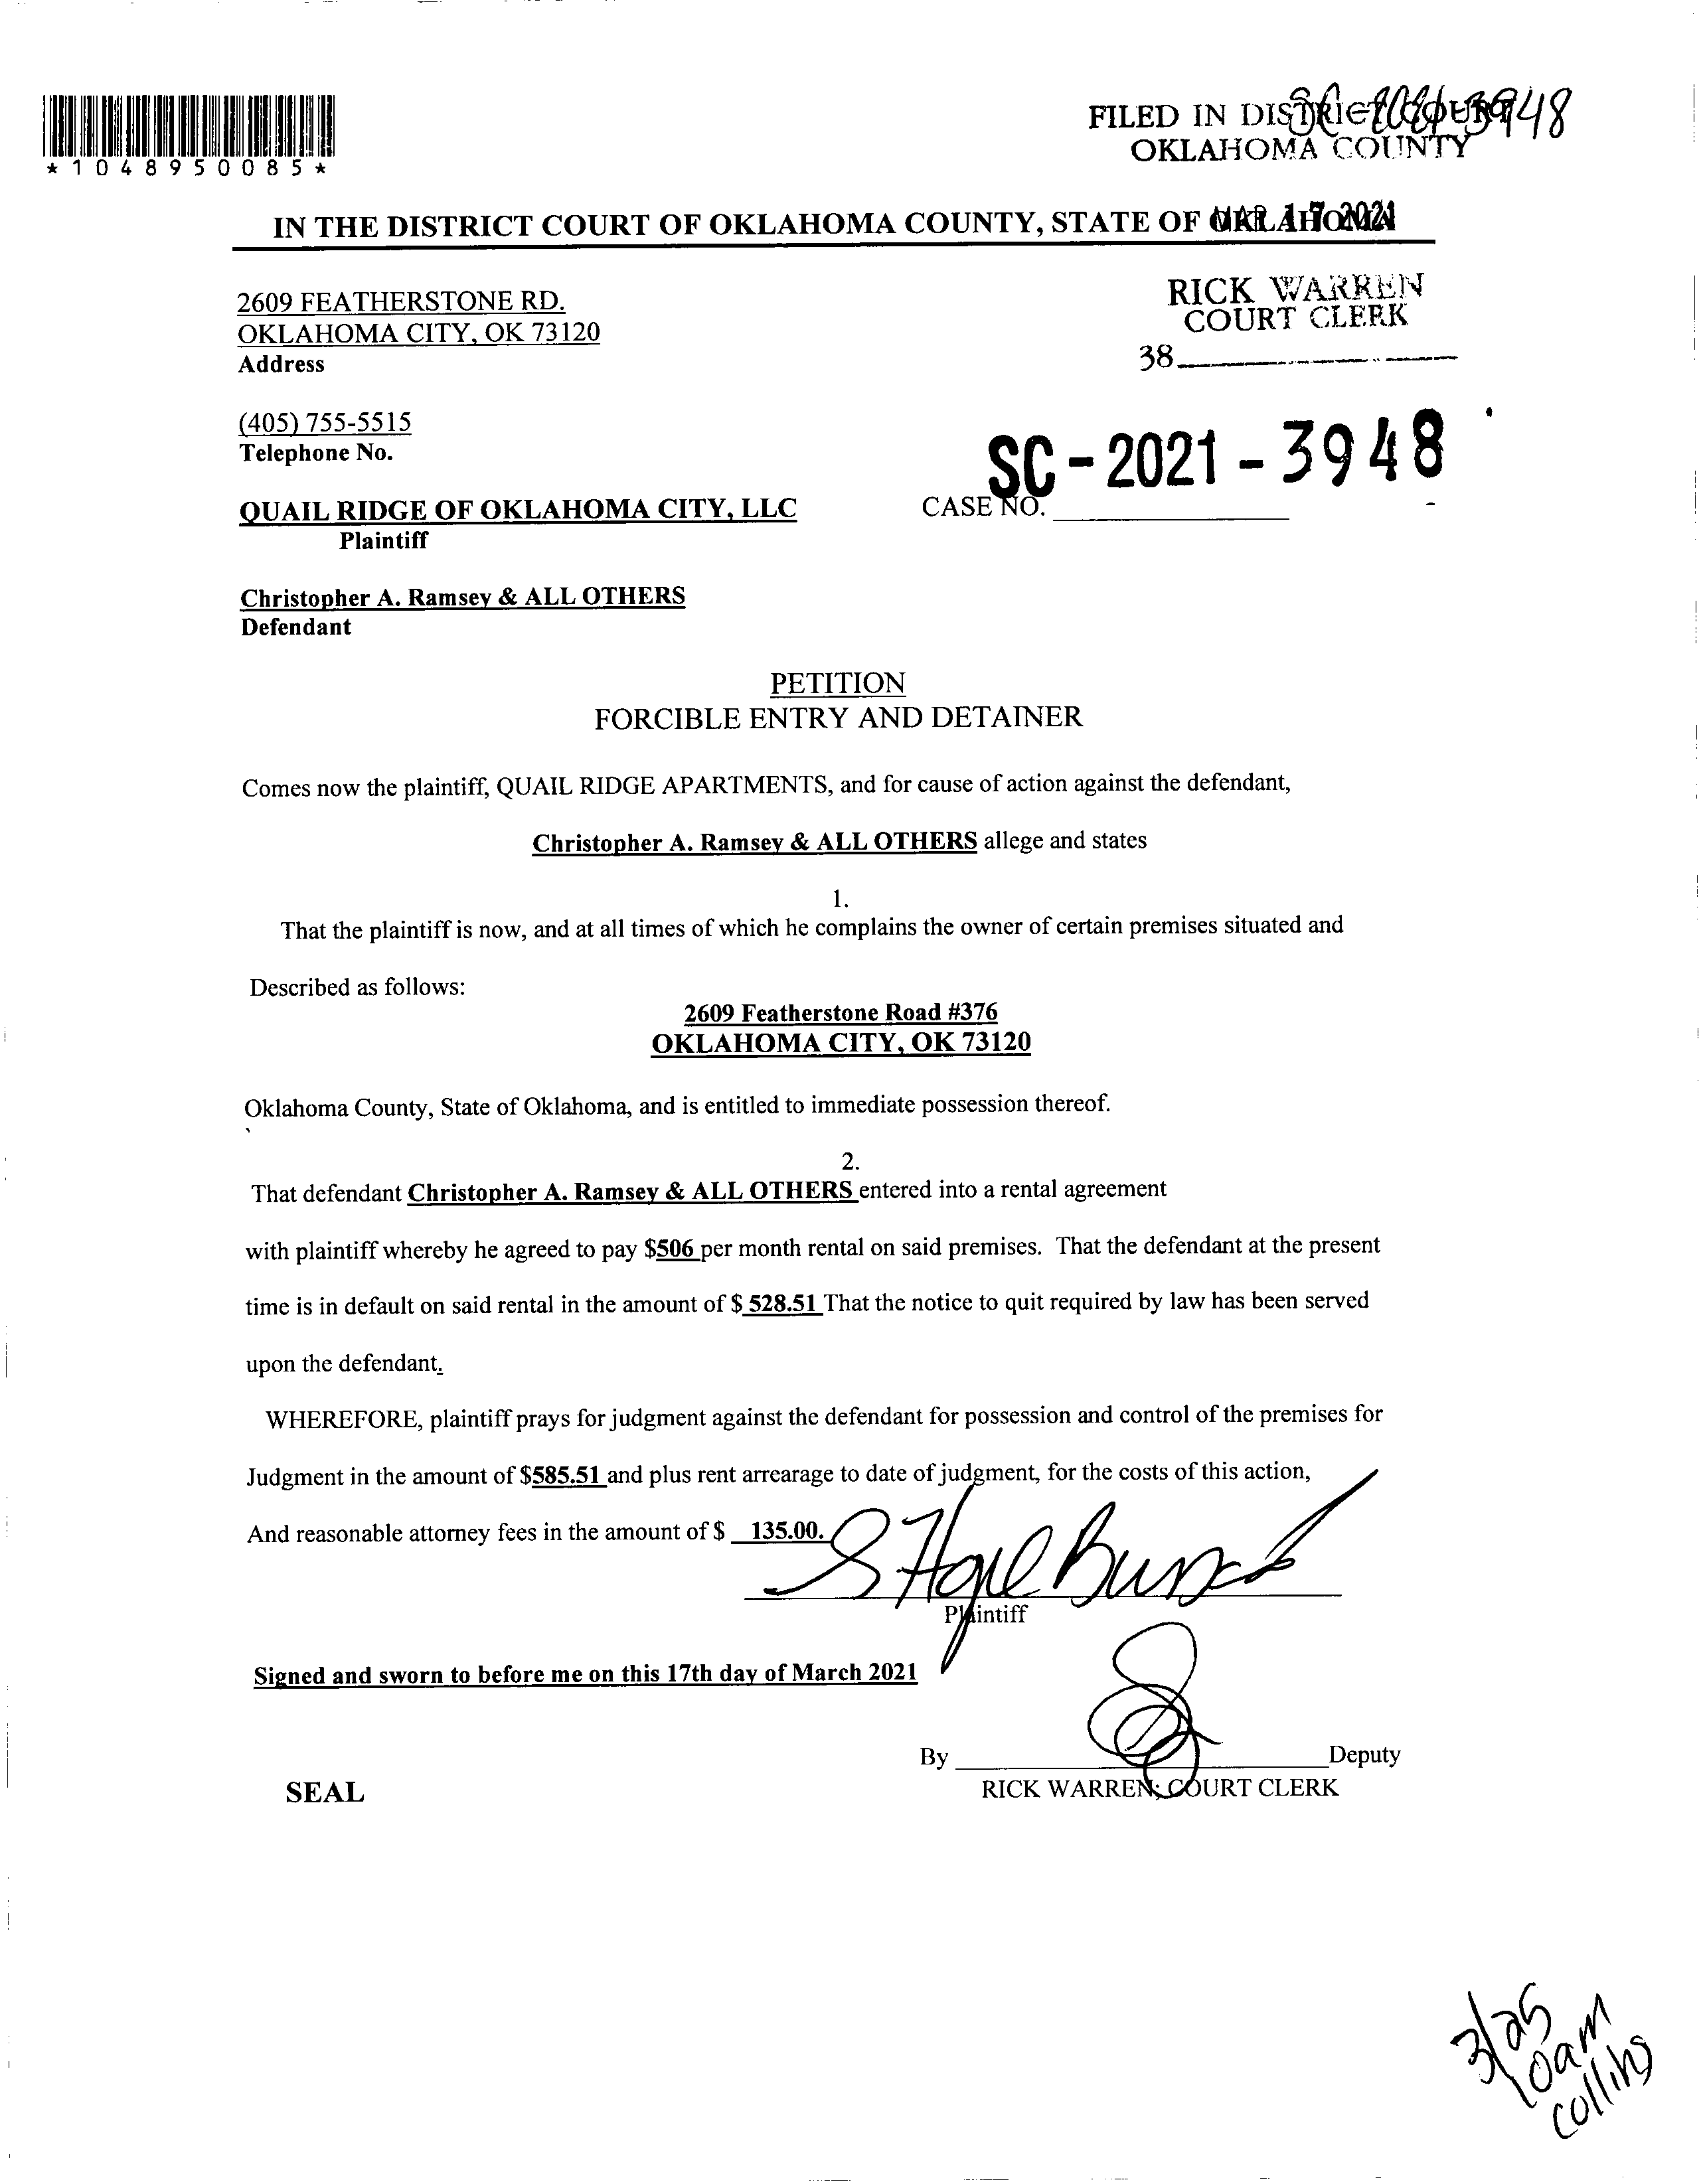 SC-2021-3948
FILED IN DISTRICT COURT
OKLAHOMA COUNTY
*1048950085*
MAR 17 2021
IN THE DISTRICT COURT OF OKLAHOMA COUNTY, STATE OF OKLAHOMA
RICK WARREN
COURT CLERK
38
2609 FEATHERSTONE RD.
OKLAHOMA CITY, OK 73120
Address
(405) 755-5515
Telephone No.
SC-2021-3948
QUAIL RIDGE OF OKLAHOMA CITY, LLC CASE NO.
Plaintiff
Christopher A. Ramsey & ALL OTHERS
Defendant
PETITION
FORCIBLE ENTRY AND DETAINER
Comes now the plaintiff, QUAIL RIDGE APARTMENTS, and for cause of action against the defendant,
Christopher A. Ramsey & ALL OTHERS allege and states
1.
That the plaintiff is now, and at all times of which he complains the owner of certain premises situated and
Described as follows:
2609 Featherstone Road #376
OKLAHOMA CITY, OK 73120
Oklahoma County, State of Oklahoma, and is entitled to immediate possession thereof.
2.
That defendant Christopher A. Ramsey & ALL OTHERS entered into a rental agreement
with plaintiff whereby he agreed to pay $506 per month rental on said premises. That the defendant at the present
time is in default on said rental in the amount of $ 528.51 That the notice to quit required by law has been served
upon the defendant.
WHEREFORE, plaintiff prays for judgment against the defendant for possession and control of the premises for
Judgment in the amount of $585.51 and plus rent arrearage to date of judgment, for the costs of this action,
And reasonable attorney fees in the amount of $ 135.00.
Plaintiff
Signed and sworn to before me on this 17th day of March 2021
By Deputy
SEAL
RICK WARREN, COURT CLERK
3/25
10am
Collins